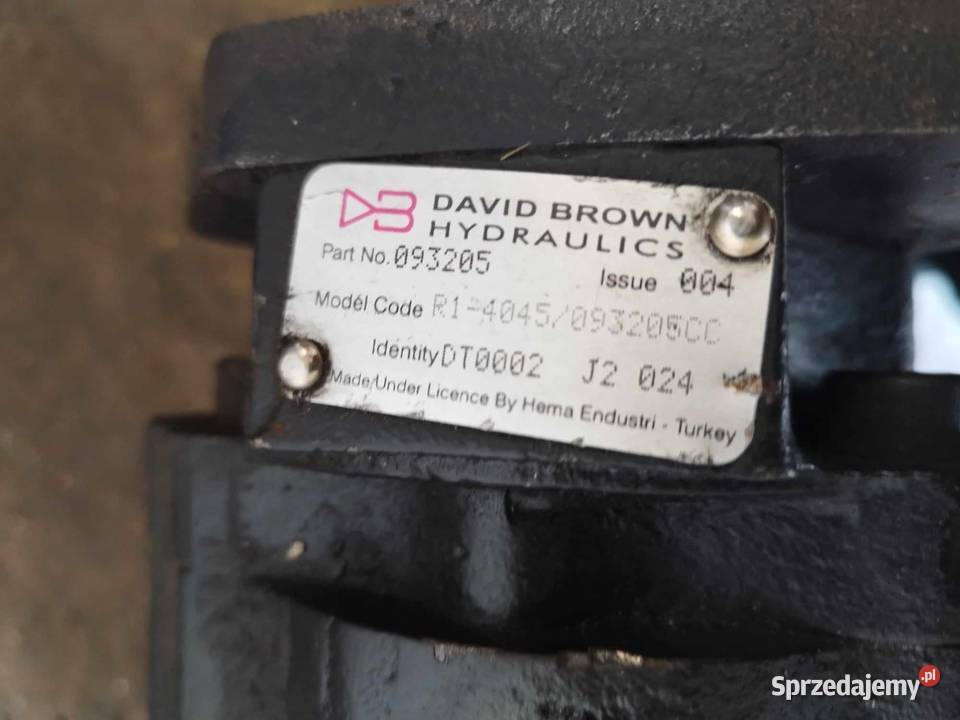 DB DAVID BROWN
HYDRAULICS
Part No. 093205 Issue 004
Model Code R1-4045/093205CC
Identity DT0002 J2 024
Made Under Licence By Hema Endustri - Turkey
Sprzedajemy.pl